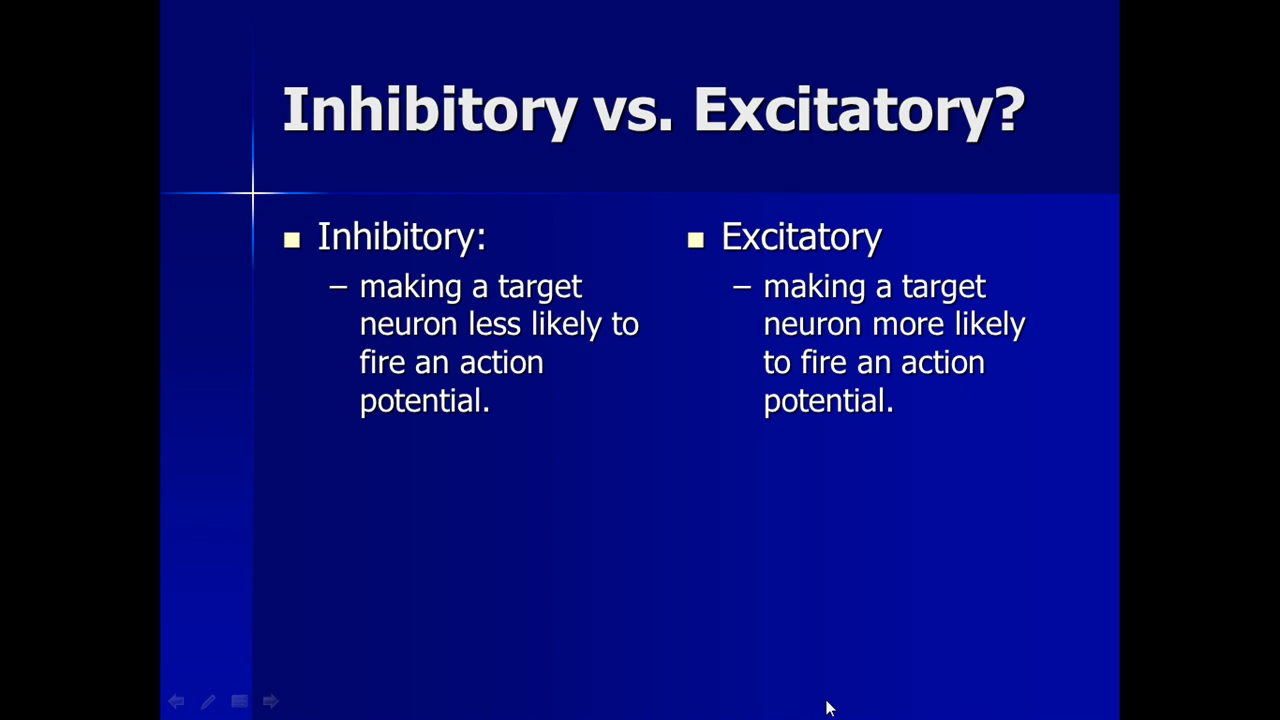 Inhibitory vs. Excitatory?
Inhibitory:
– making a target
neuron less likely to
fire an action
potential.
Excitatory
– making a target
neuron more likely
to fire an action
potential.